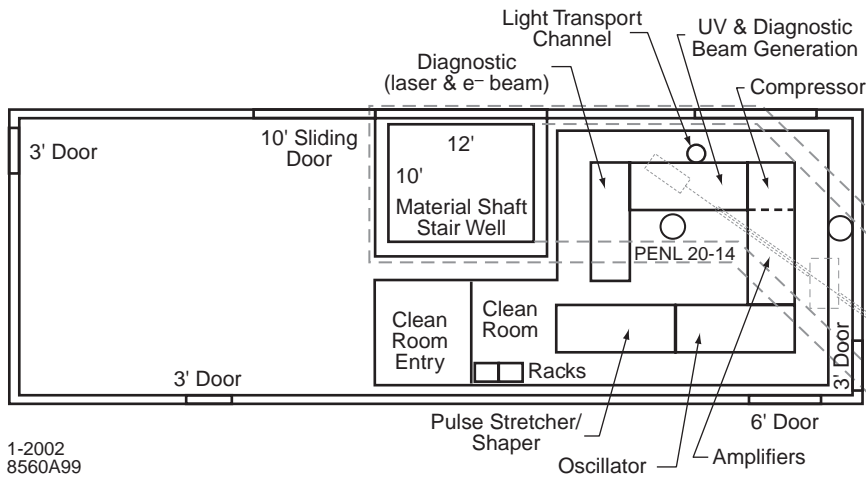 Light Transport
Channel
UV & Diagnostic
Beam Generation
Diagnostic
(laser & e– beam)
Compressor
3' Door
10' Sliding
Door
12'
10'
Material Shaft
Stair Well
PENL 20-14
Clean
Room
Entry
Clean
Room
Racks
3' Door
3' Door
Pulse Stretcher/
Shaper
Oscillator
Amplifiers
6' Door
1-2002
8560A99